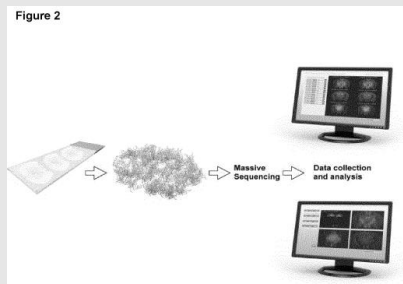 Figure 2
Massive
Sequencing
Data collection
and analysis